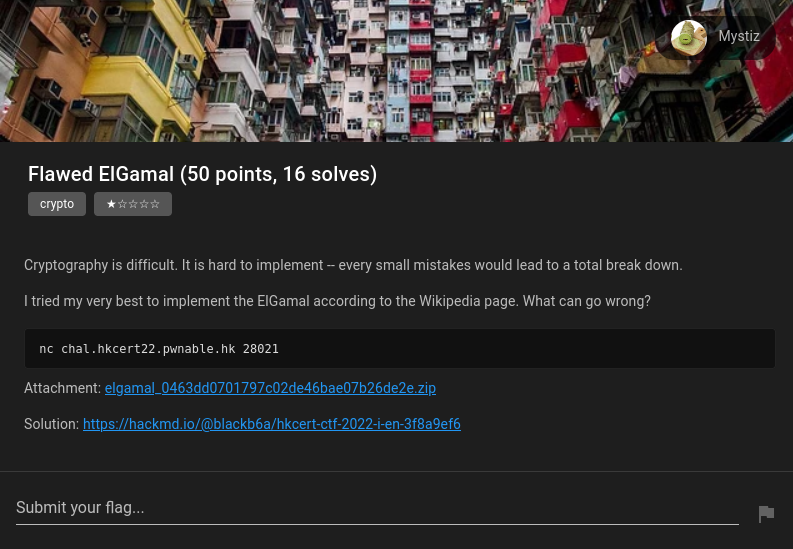 Mystiz
Flawed ElGamal (50 points, 16 solves)
crypto ★☆☆☆☆
Cryptography is difficult. It is hard to implement -- every small mistakes would lead to a total break down.
I tried my very best to implement the ElGamal according to the Wikipedia page. What can go wrong?
nc chal.hkcert22.pwnable.hk 28021
Attachment: elgamal_0463dd0701797c02de46bae07b26de2e.zip
Solution: https://hackmd.io/@blackb6a/hkcert-ctf-2022-i-en-3f8a9ef6
Submit your flag...